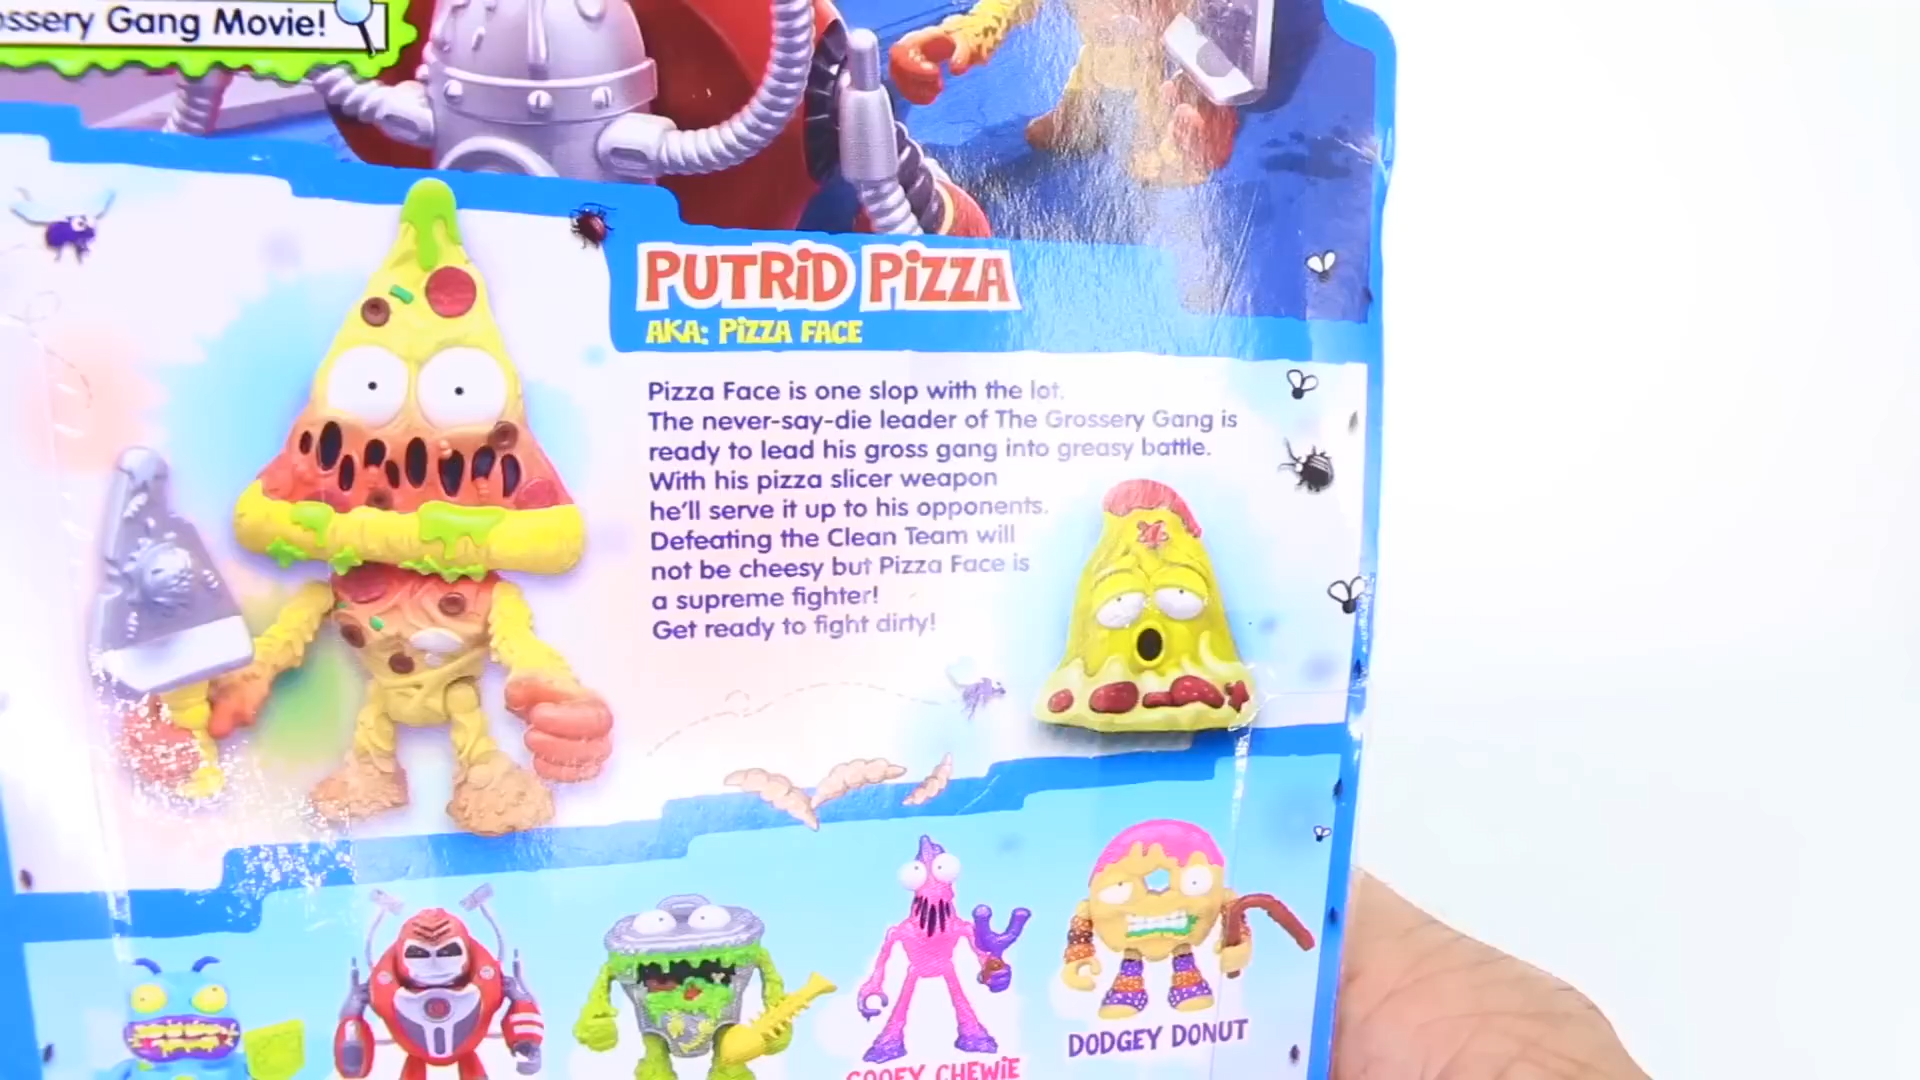 Gang Movie!
PUTRiD PiZZA
AKA: PiZZA FACE
Pizza Face is one slop with the lot.
The never-say-die leader of The Grossery Gang is
ready to lead his gross gang into greasy battle.
With his pizza slicer weapon
he'll serve it up to his opponents.
Defeating the Clean Team will
not be cheesy but Pizza Face is
a supreme fighter!
Get ready to fight dirty!
DODGEY DONUT
GOOEY CHEWiE